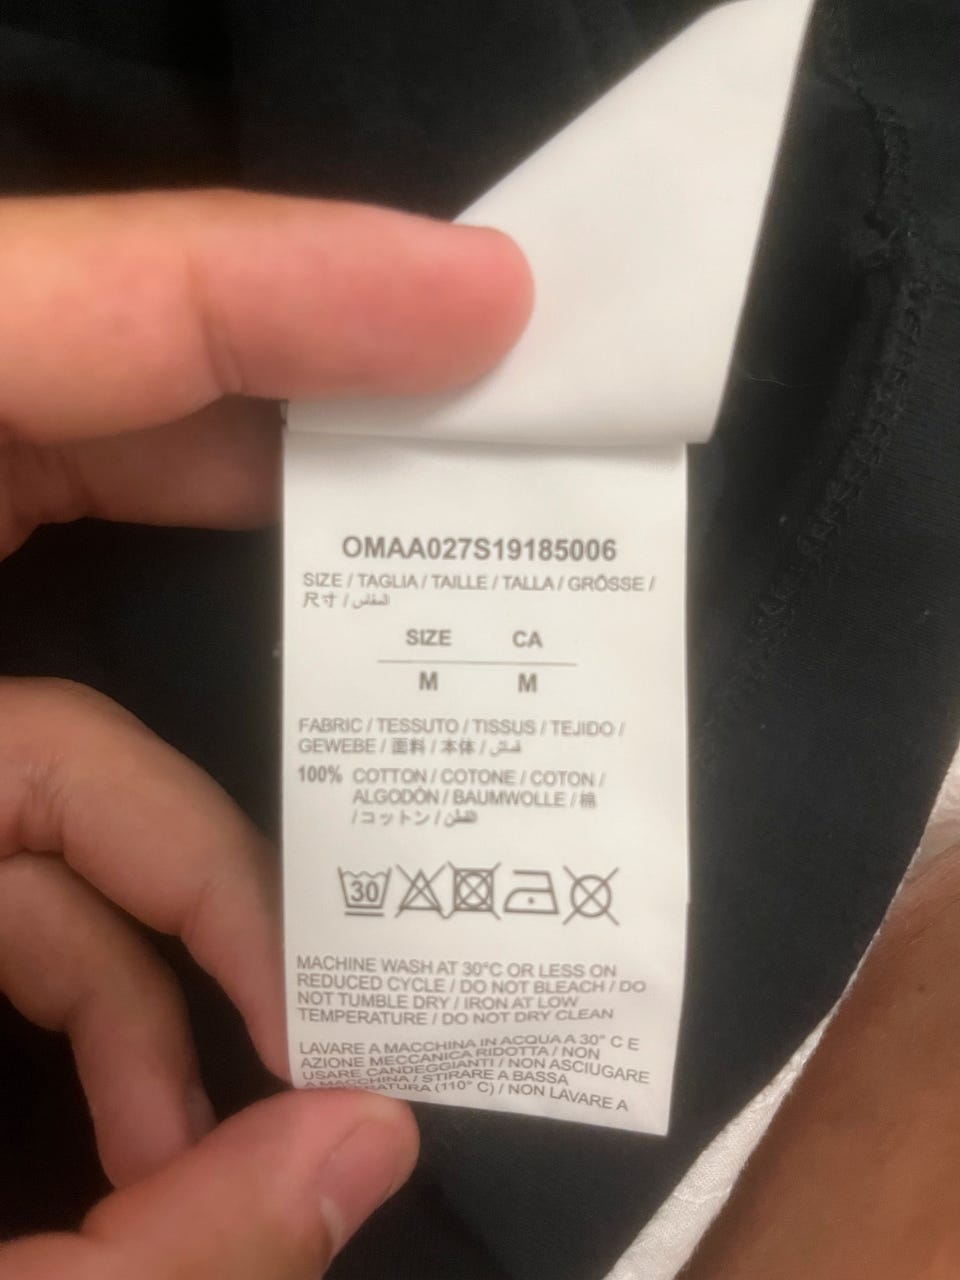 OMAA027S19185006
SIZE / TAGLIA / TAILLE / TALLA / GRÖSSE /
尺寸 / المقاس
SIZE CA
M M
FABRIC / TESSUTO / TISSUS / TEJIDO /
GEWEBE / 面料 / 本体 / قماش
100% COTTON / COTONE / COTON /
ALGODÓN / BAUMWOLLE / 棉
/ コットン / القطن
30
MACHINE WASH AT 30°C OR LESS ON
REDUCED CYCLE / DO NOT BLEACH / DO
NOT TUMBLE DRY / IRON AT LOW
TEMPERATURE / DO NOT DRY CLEAN
LAVARE A MACCHINA IN ACQUA A 30° C E
AZIONE MECCANICA RIDOTTA / NON
USARE CANDEGGIANTI / NON ASCIUGARE
A MACCHINA / STIRARE A BASSA
(110° C) / NON LAVARE A